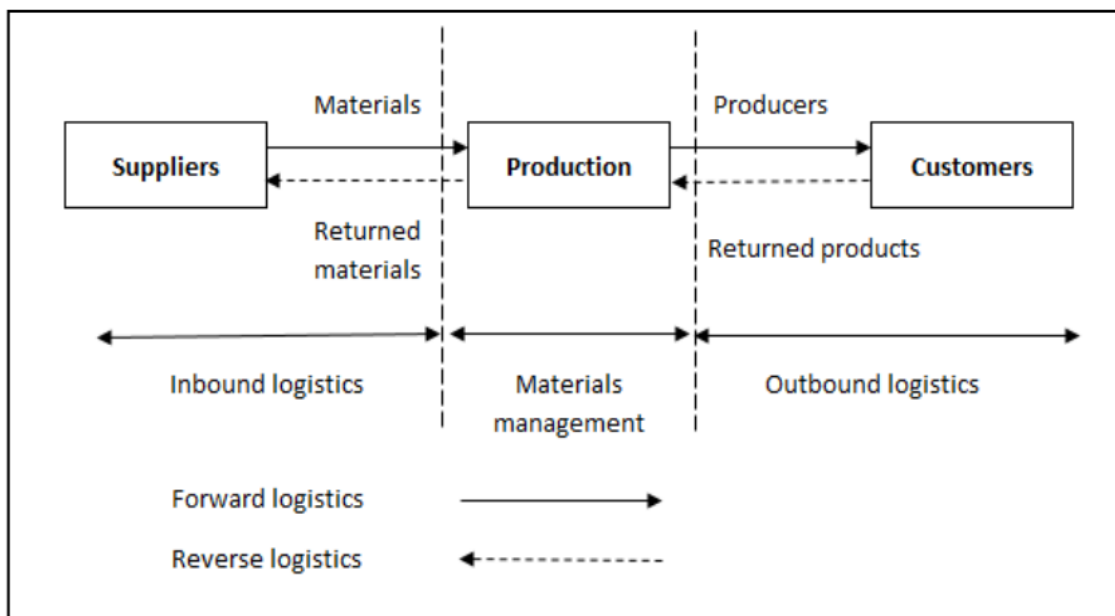 Materials
Producers
Suppliers
Production
Customers
Returned
materials
Returned products
Inbound logistics
Materials
management
Outbound logistics
Forward logistics
Reverse logistics